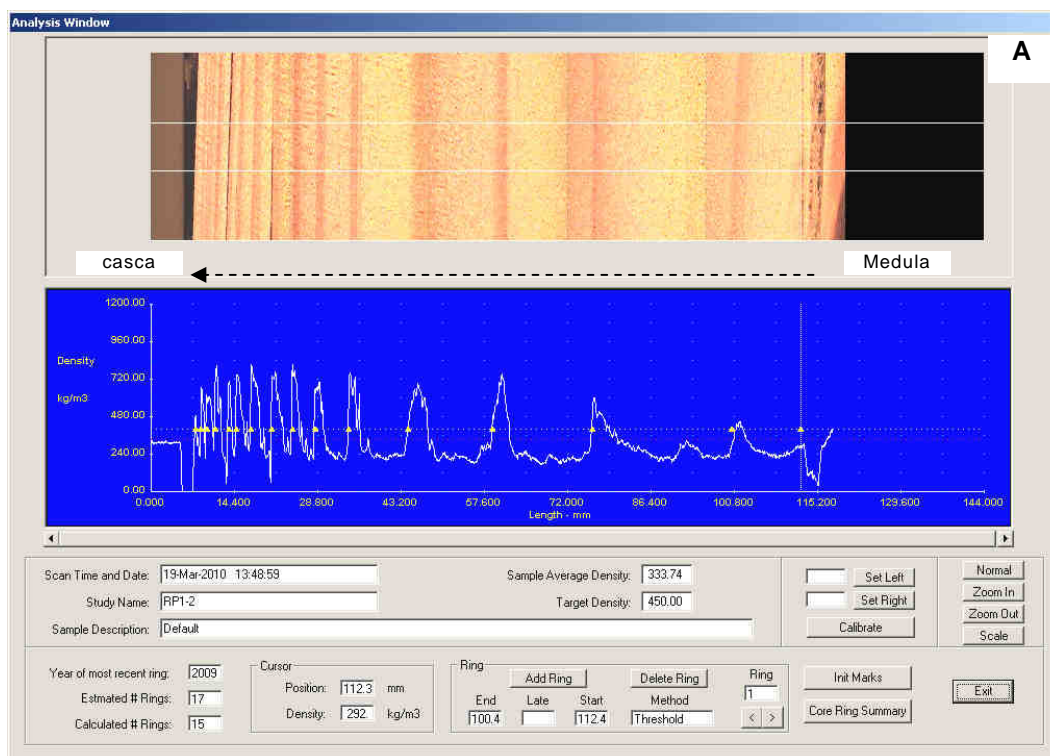 Analysis Window
A
casca
Medula
1200.00
960.00
Density
720.00
kg/m3
480.00
240.00
0.00
0.000 14.400 28.800 43.200 57.600 72.000 86.400 100.800 115.200 129.600 144.000
Length - mm
Scan Time and Date: 19-Mar-2010 13:48:59 Sample Average Density: 333.74 Set Left Normal
Study Name: RP1-2 Target Density: 450.00 Set Right Zoom In
Sample Description: Default Calibrate Zoom Out
Scale
Year of most recent ring: 2009 Cursor Ring Add Ring Delete Ring Ring Init Marks
Estmated # Rings: 17 Position: 112.3 mm End Late Start Method 1 Exit
Calculated # Rings: 15 Density: 292. kg/m3 100.4 112.4 Threshold < > Core Ring Summary